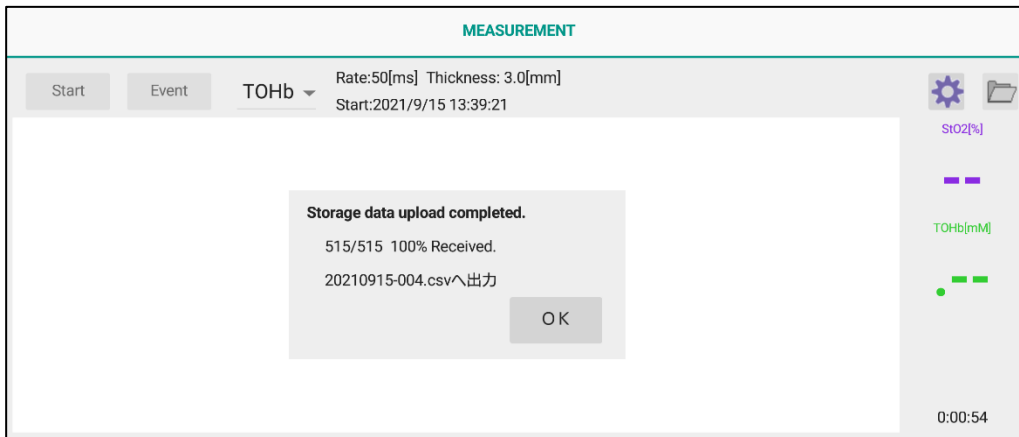 MEASUREMENT
Start Event TOHb Rate:50[ms] Thickness: 3.0[mm]
Start:2021/9/15 13:39:21
StO2[%]
--
Storage data upload completed.
515/515 100% Received.
20210915-004.csvへ出力
OK
TOHb[mM]
.--
0:00:54